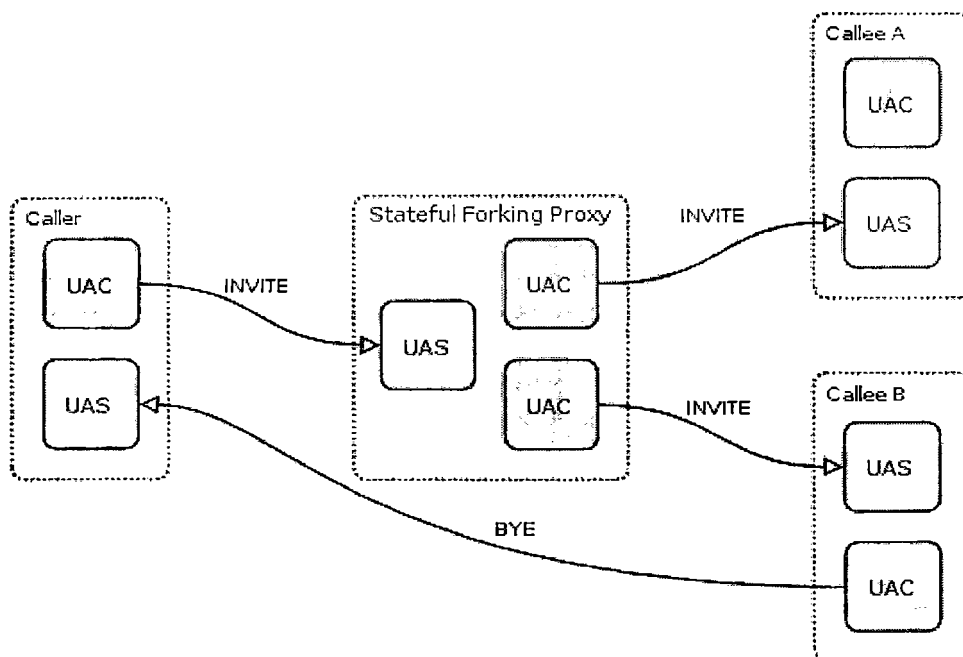 Callee A
UAC
UAS
Caller
UAC
UAS
INVITE
Stateful Forking Proxy
UAS
UAC
UAC
INVITE
INVITE
Callee B
UAS
UAC
BYE